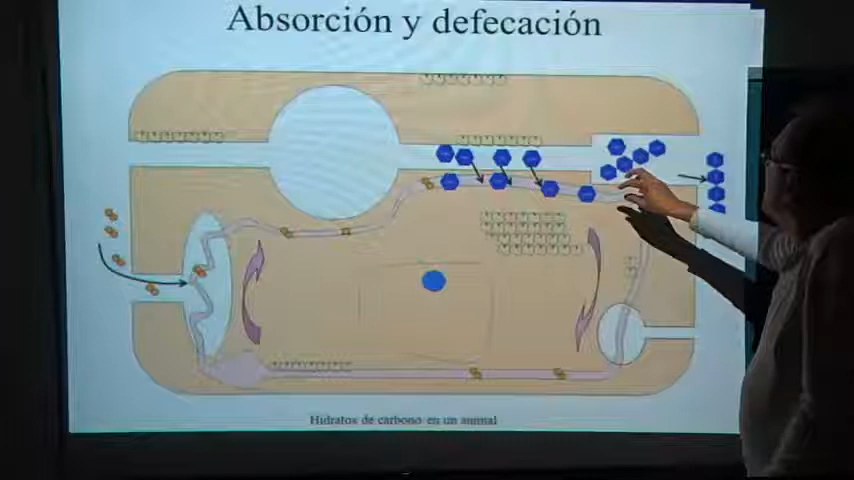 Absorción y defecación
Hidratos de carbono en un animal